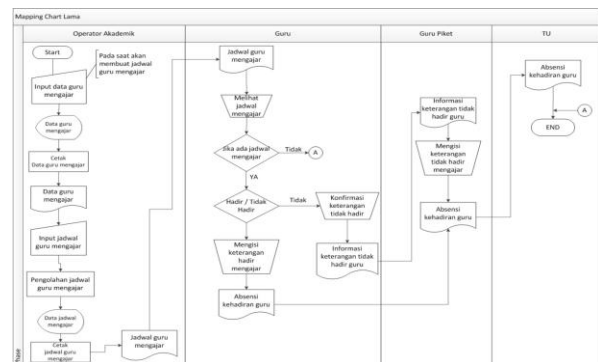 Mapping Chart Lama
Operator Akademik
Guru
Guru Piket
TU
Start
Pada saat akan
membuat jadwal
guru mengajar
Input data guru
mengajar
Data guru
mengajar
Cetak
Data guru mengajar
Data guru
mengajar
Input jadwal
guru mengajar
Pengolahan jadwal
guru mengajar
Data jadwal
mengajar
Cetak
jadwal guru
mengajar
Jadwal guru
mengajar
Jadwal guru
mengajar
Melihat
jadwal
mengajar
Jika ada jadwal
mengajar
Tidak
A
YA
Hadir / Tidak
Hadir
Tidak
Konfirmasi
keterangan
tidak hadir
Mengisi
keterangan
hadir
mengajar
Informasi
keterangan tidak
hadir guru
Absensi
kehadiran guru
Informasi
keterangan tidak
hadir guru
Mengisi
keterangan
tidak hadir
mengajar
Absensi
kehadiran guru
Absensi
kehadiran guru
A
END
Phase